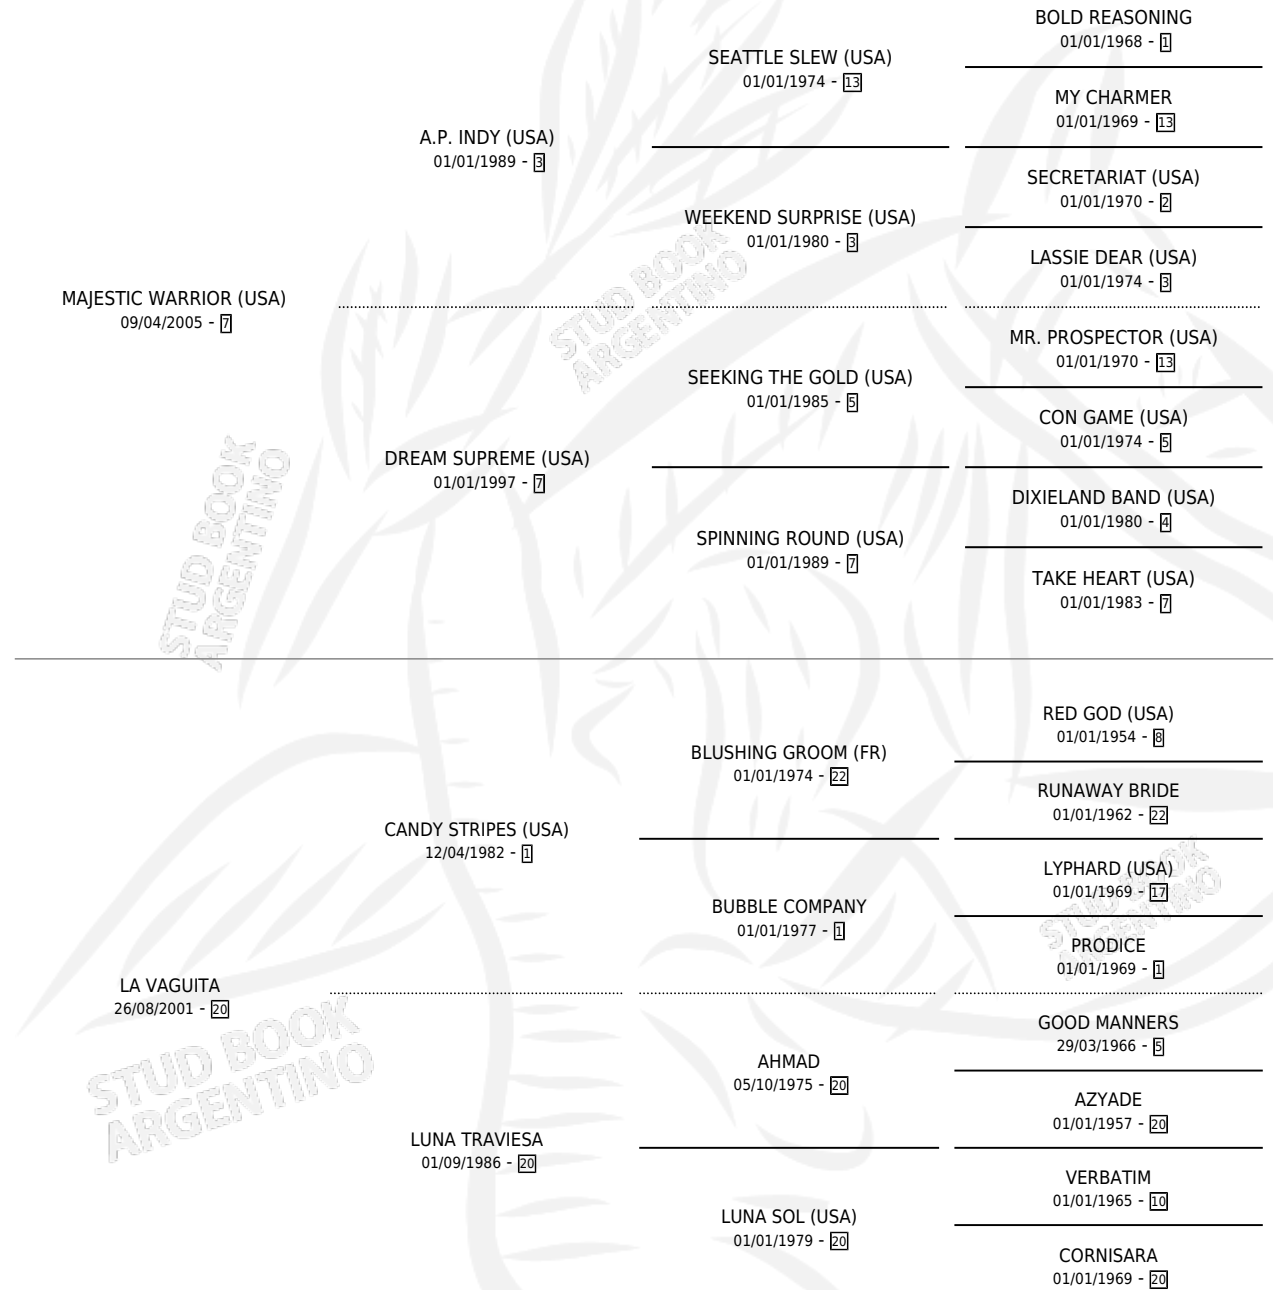 BOLD REASONING
01/01/1968 - 1
SEATTLE SLEW (USA)
01/01/1974 - 13
MY CHARMER
01/01/1969 - 13
A.P. INDY (USA)
01/01/1989 - 3
SECRETARIAT (USA)
01/01/1970 - 2
WEEKEND SURPRISE (USA)
01/01/1980 - 3
LASSIE DEAR (USA)
01/01/1974 - 3
MAJESTIC WARRIOR (USA)
09/04/2005 - 7
STUD BOOK
ARGENTINO
MR. PROSPECTOR (USA)
01/01/1970 - 13
SEEKING THE GOLD (USA)
01/01/1985 - 5
CON GAME (USA)
01/01/1974 - 5
DREAM SUPREME (USA)
01/01/1997 - 7
DIXIELAND BAND (USA)
01/01/1980 - 4
SPINNING ROUND (USA)
01/01/1989 - 7
TAKE HEART (USA)
01/01/1983 - 7
STUD BOOK
ARGENTINO
RED GOD (USA)
01/01/1954 - 8
BLUSHING GROOM (FR)
01/01/1974 - 22
RUNAWAY BRIDE
01/01/1962 - 22
CANDY STRIPES (USA)
12/04/1982 - 1
LYPHARD (USA)
01/01/1969 - 17
BUBBLE COMPANY
01/01/1977 - 1
STUD BOOK
ARGENTINO
PRODICE
01/01/1969 - 1
LA VAGUITA
26/08/2001 - 20
STUD BOOK
ARGENTINO
GOOD MANNERS
29/03/1966 - 5
AHMAD
05/10/1975 - 20
AZYADE
01/01/1957 - 20
LUNA TRAVIESA
01/09/1986 - 20
VERBATIM
01/01/1965 - 10
LUNA SOL (USA)
01/01/1979 - 20
CORNISARA
01/01/1969 - 20